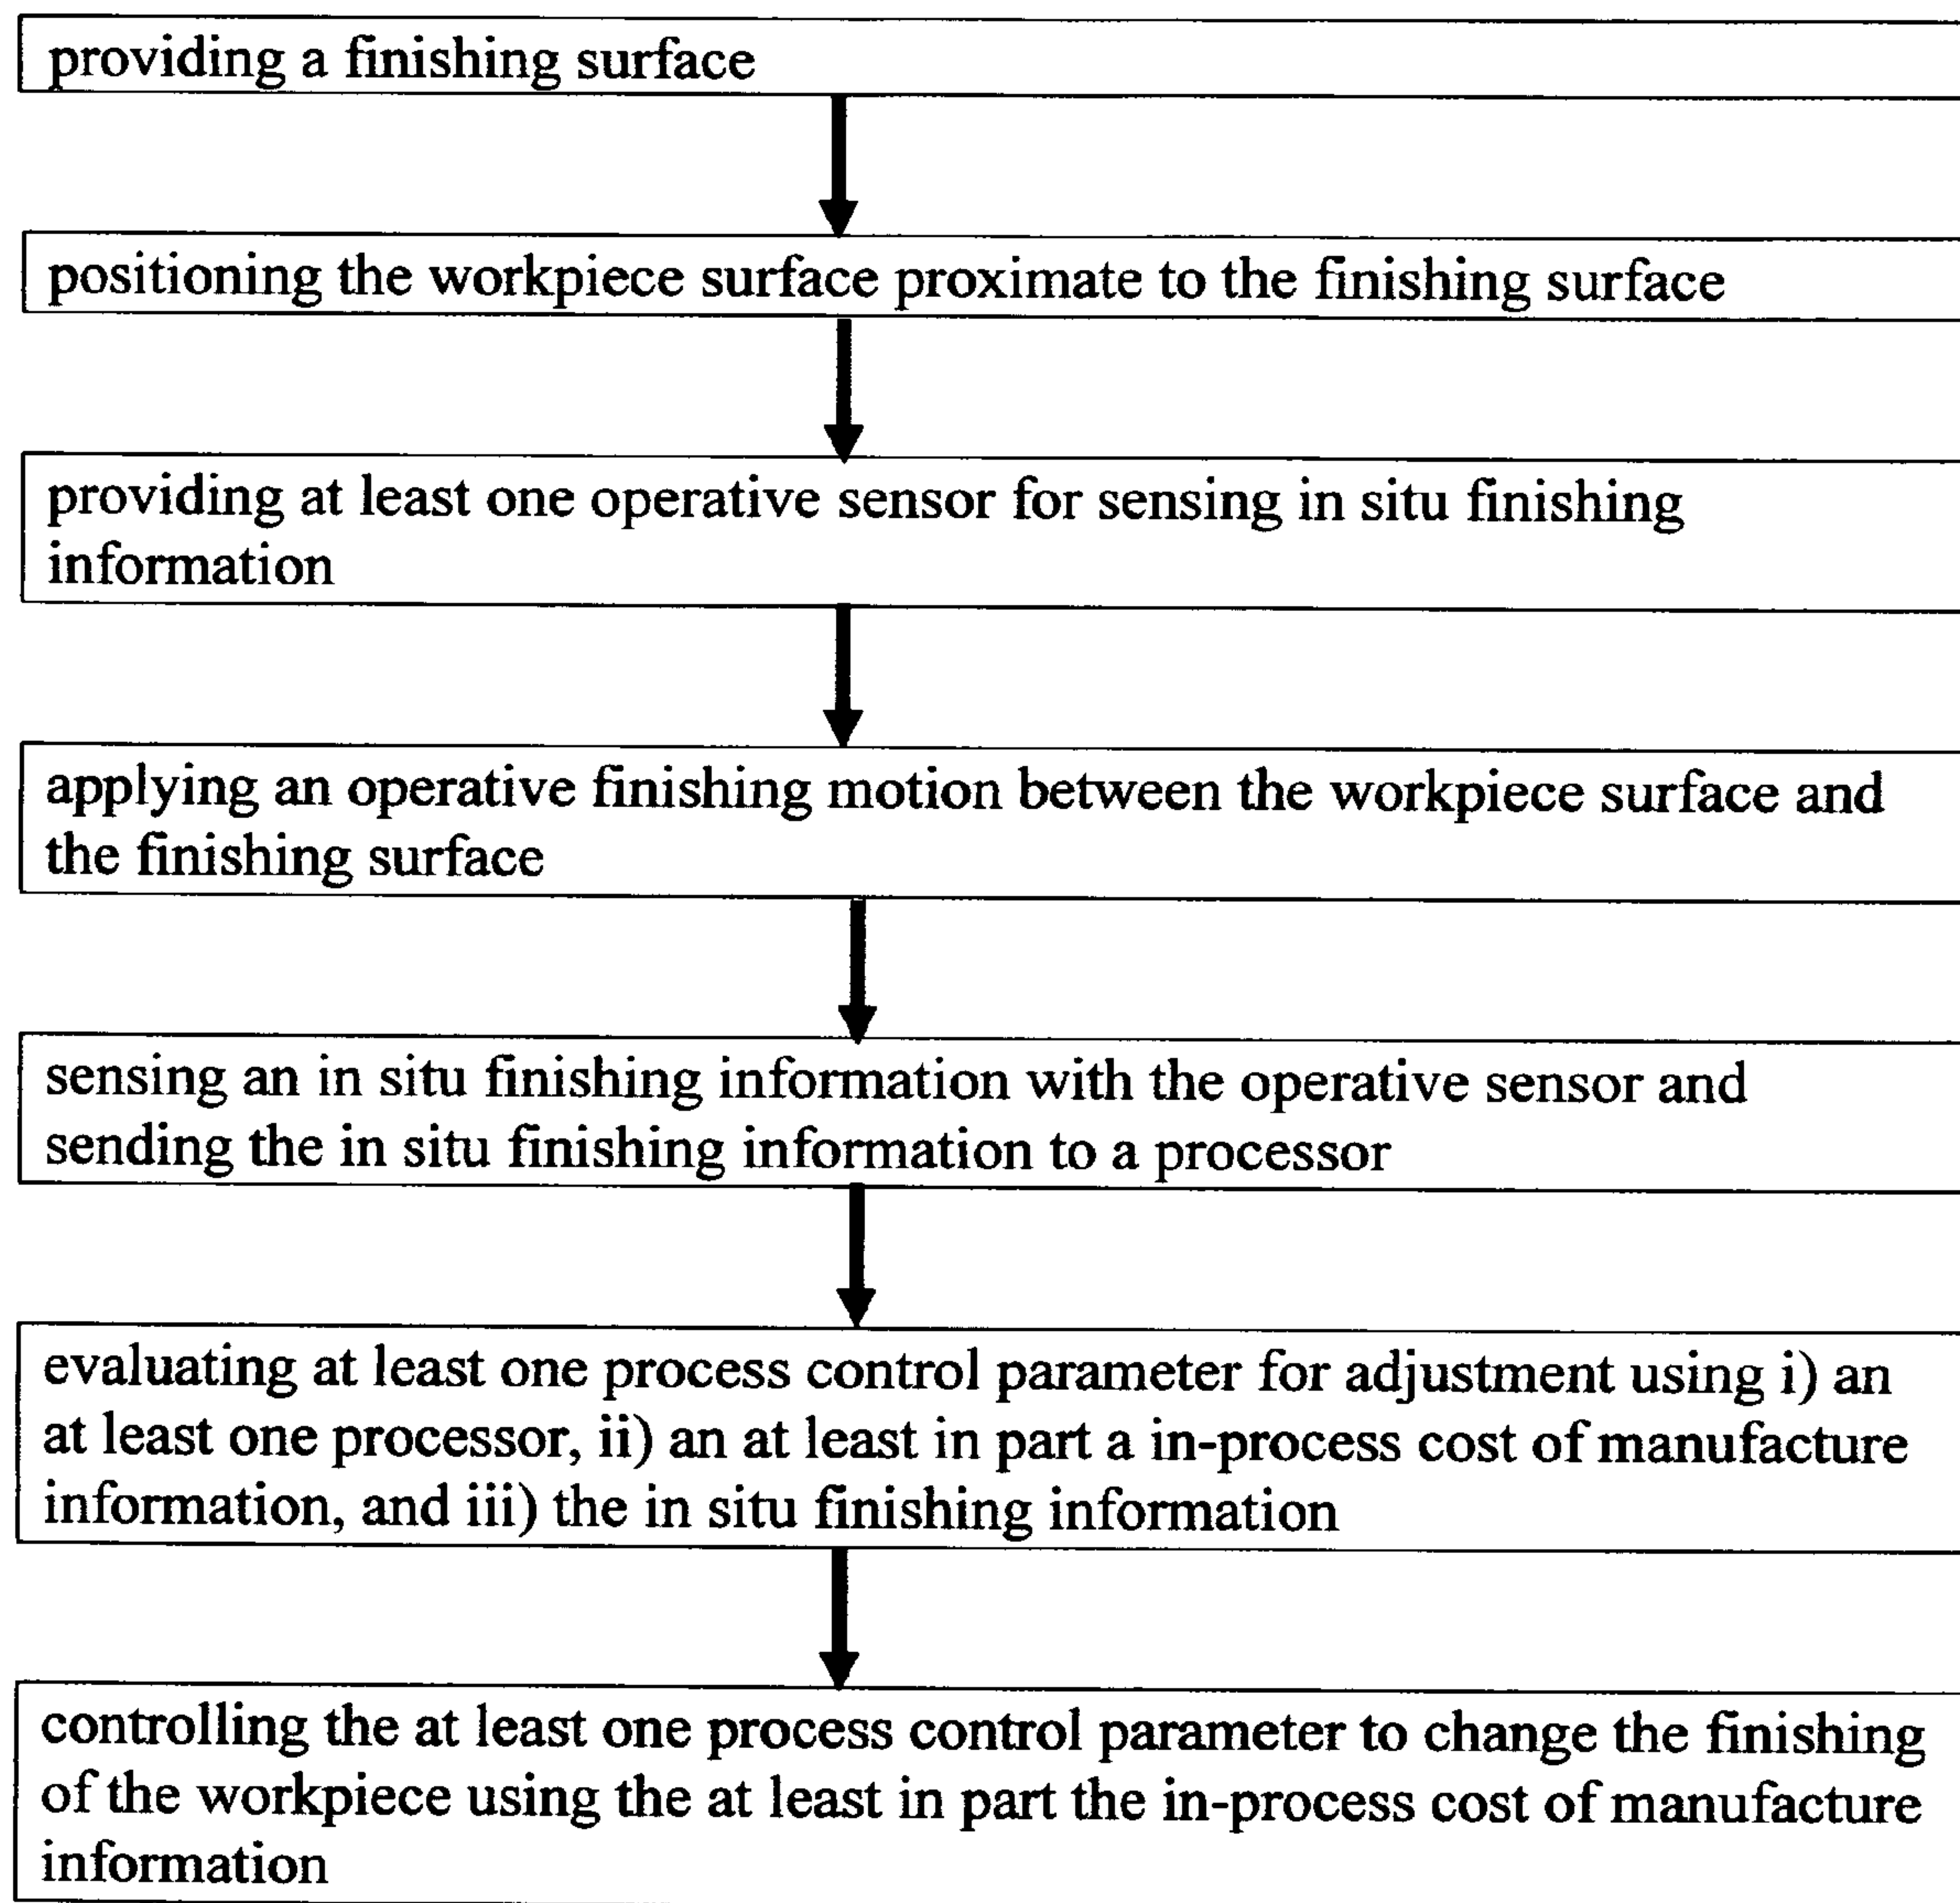 providing a finishing surface
positioning the workpiece surface proximate to the finishing surface
providing at least one operative sensor for sensing in situ finishing
information
applying an operative finishing motion between the workpiece surface and
the finishing surface
sensing an in situ finishing information with the operative sensor and
sending the in situ finishing information to a processor
evaluating at least one process control parameter for adjustment using i) an
at least one processor, ii) an at least in part a in-process cost of manufacture
information, and iii) the in situ finishing information
controlling the at least one process control parameter to change the finishing
of the workpiece using the at least in part the in-process cost of manufacture
information